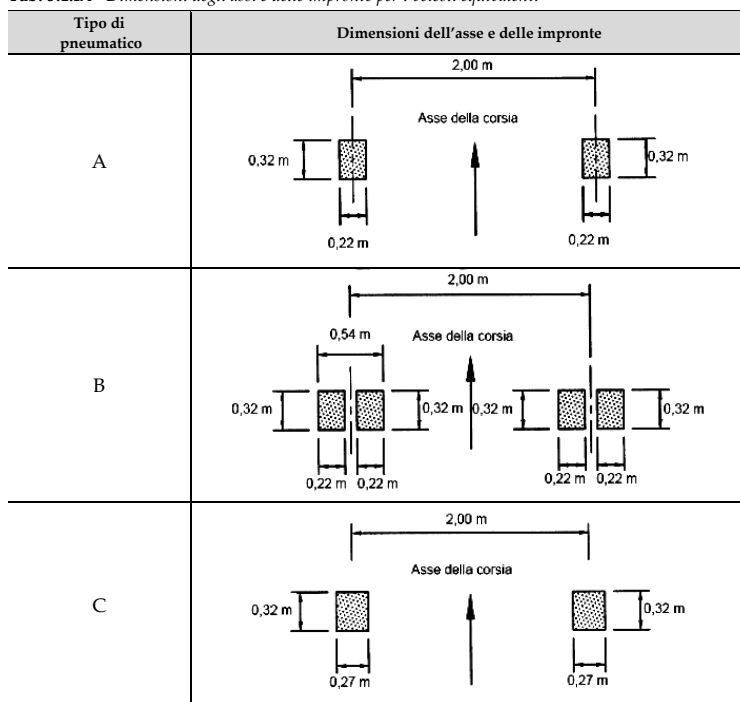 Tipo di
pneumatico
Dimensioni dell'asse e delle impronte
2,00 m
Asse della corsia
A
0,32 m
0,32 m
0,22 m
0,22 m
2,00 m
0,54 m
Asse della corsia
B
0,32 m
0,32 m
0,32 m
0,32 m
0,22 m
0,22 m
0,22 m
0,22 m
2,00 m
Asse della corsia
C
0,32 m
0,32 m
0,27 m
0,27 m